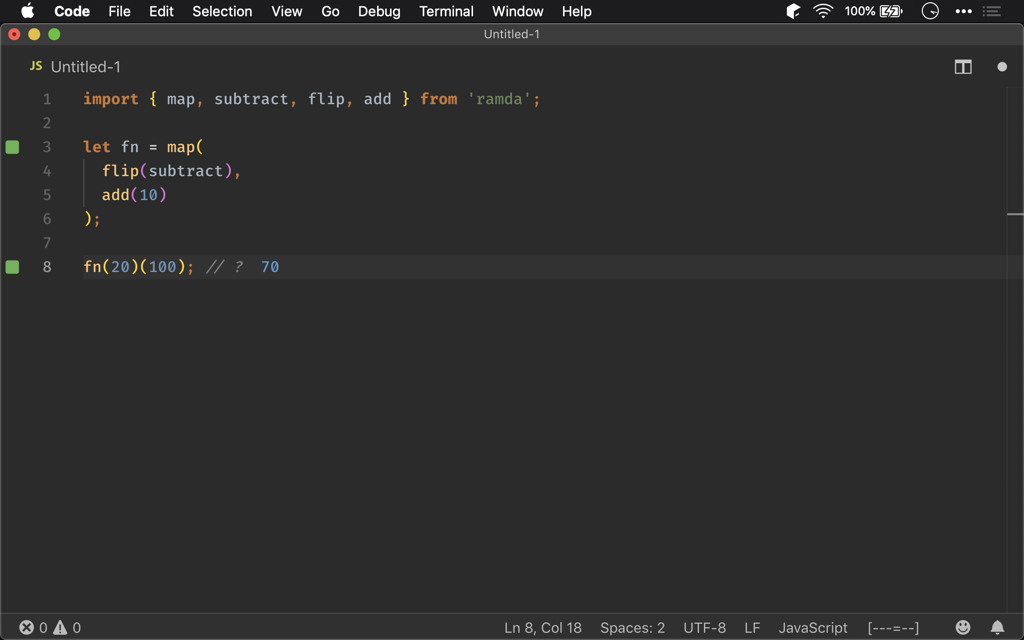 Code File Edit Selection View Go Debug Terminal Window Help 100%
Untitled-1
JS Untitled-1
1 import { map, subtract, flip, add } from 'ramda';
2
3 let fn = map(
4 flip(subtract),
5 add(10)
6 );
7
8 fn(20)(100); // ? 70
0 0 Ln 8, Col 18 Spaces: 2 UTF-8 LF JavaScript [---=--]